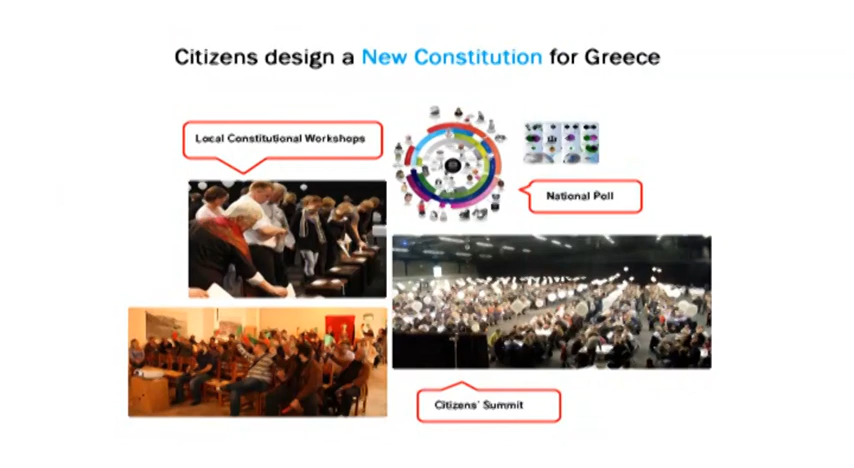 Citizens design a New Constitution for Greece
Local Constitutional Workshops
National Poll
Citizens' Summit